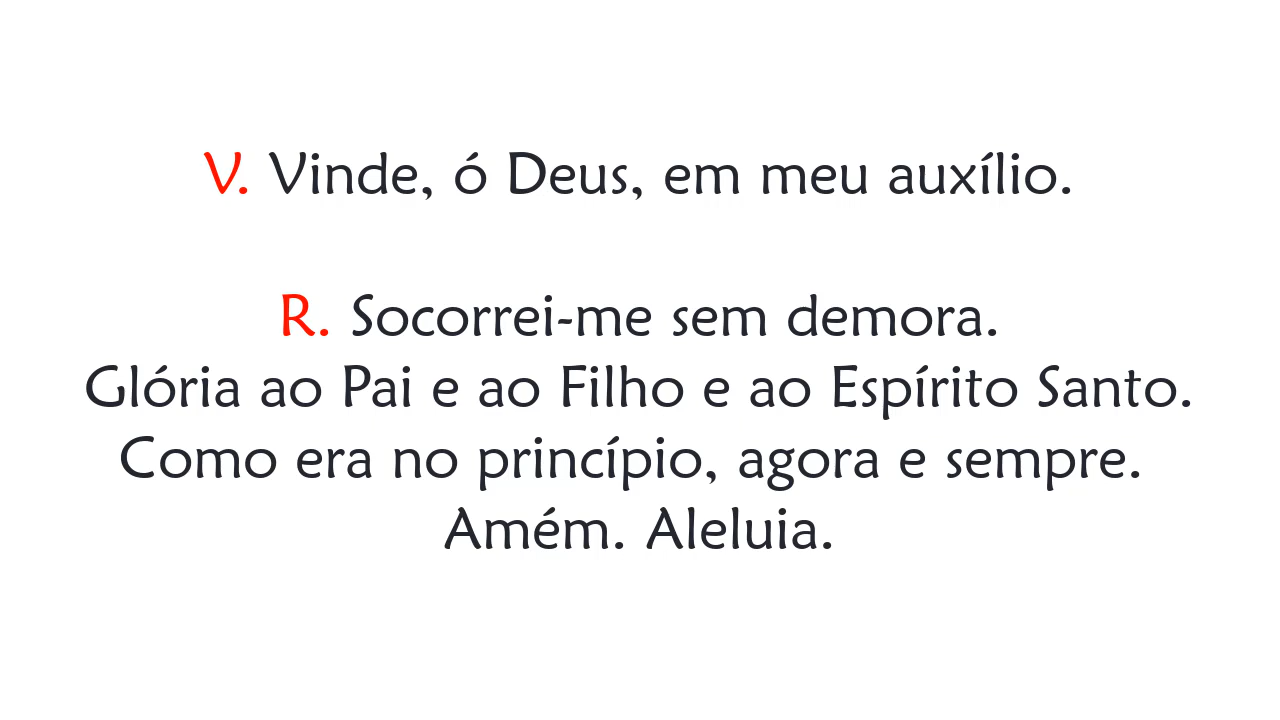 V. Vinde, ó Deus, em meu auxílio.
R. Socorrei-me sem demora.
Glória ao Pai e ao Filho e ao Espírito Santo.
Como era no princípio, agora e sempre.
Amém. Aleluia.